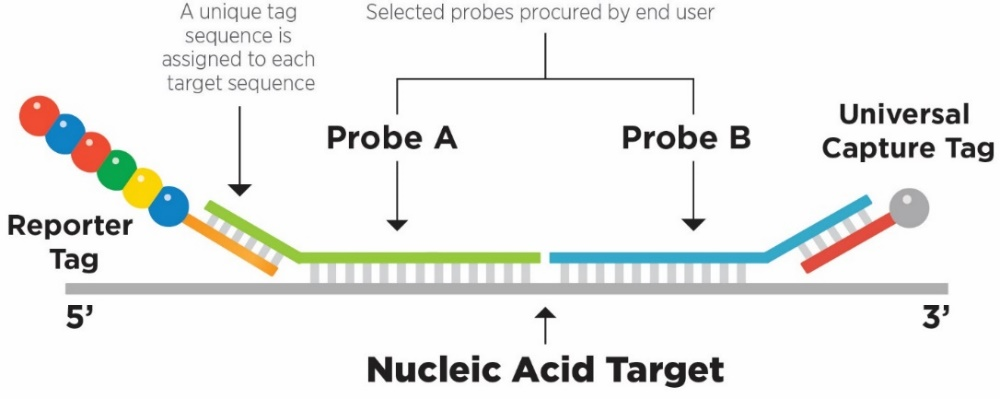 A unique tag
sequence is
assigned to each
target sequence
Selected probes procured by end user
Probe A
Probe B
Universal
Capture Tag
Reporter
Tag
5’
3’
Nucleic Acid Target